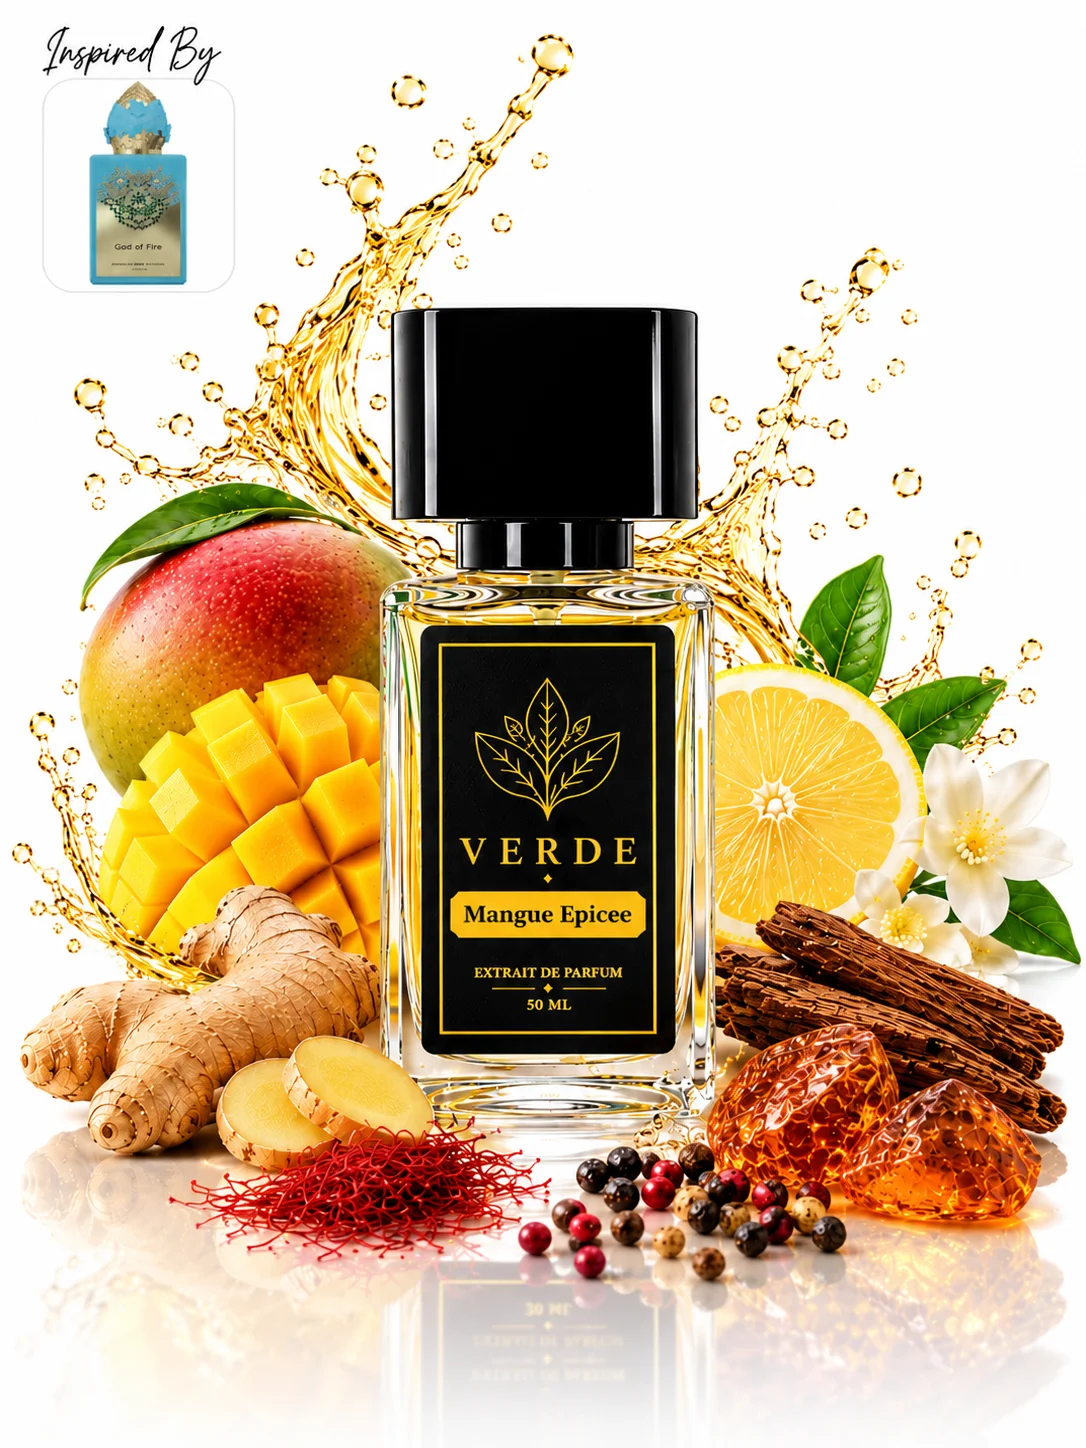 Inspired By
God of Fire
VERDE
Mangue Epicee
EXTRAIT DE PARFUM
50 ML